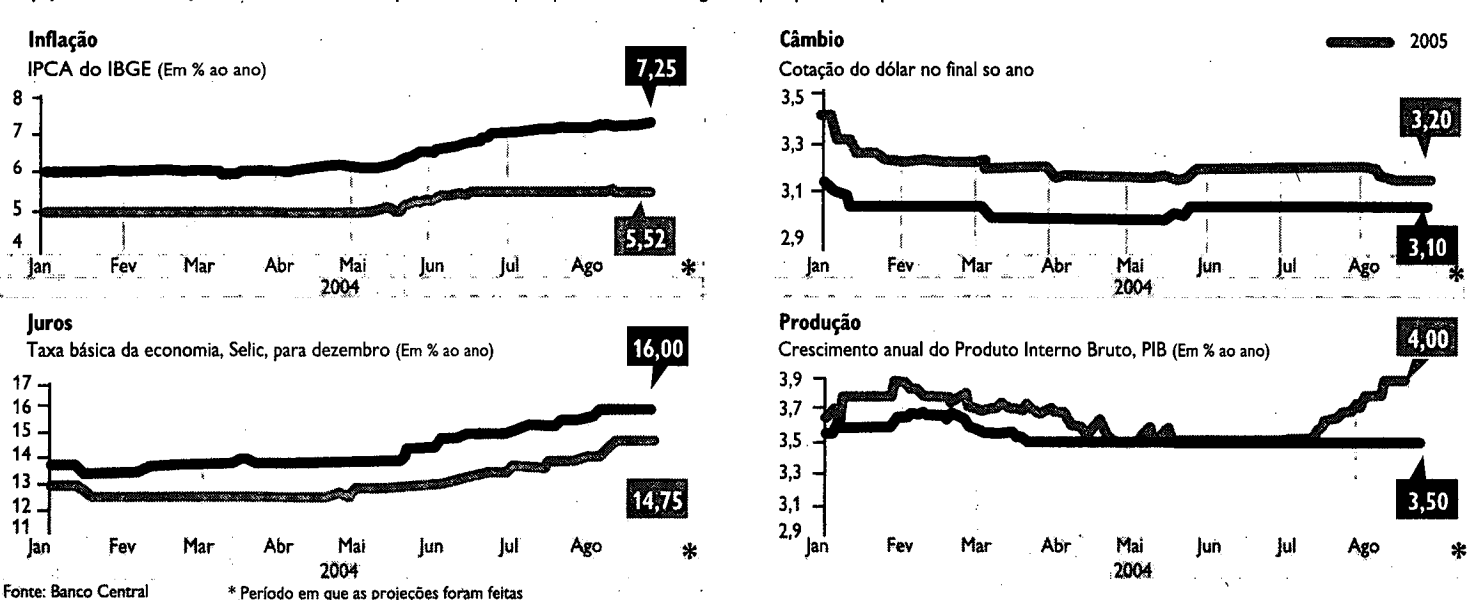 Inflação
IPCA do IBGE (Em % ao ano)
7,25
8
7
6
5
4
5,52
Jan Fev Mar Abr Mai Jun Jul Ago *
2004
Câmbio
2005
Cotação do dólar no final so ano
3,5
3,3
3,1
2,9
3,20
3,10
Jan Fev Mar Abr Mai Jun Jul Ago *
2004
Juros
Taxa básica da economia, Selic, para dezembro (Em % ao ano)
16,00
17
16
15
14
13
12
11
14,75
Jan Fev Mar Abr Mai Jun Jul Ago *
2004
Produção
Crescimento anual do Produto Interno Bruto, PIB (Em % ao ano)
4,00
3,9
3,7
3,5
3,3
3,1
2,9
3,50
Jan Fev Mar Abr Mai Jun Jul Ago *
2004
Fonte: Banco Central * Período em que as projeções foram feitas